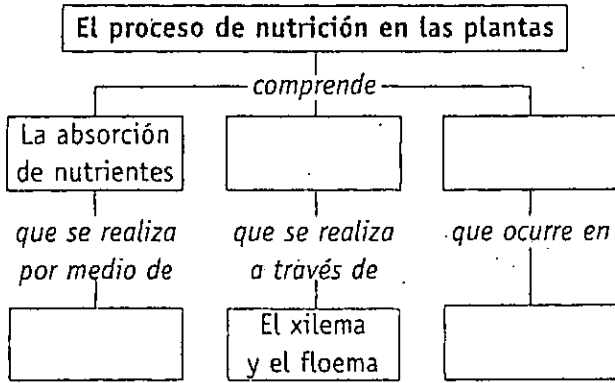 El proceso de nutrición en las plantas
comprende
La absorción
de nutrientes
que se realiza
por medio de
que se realiza
a través de
que ocurre en
El xilema
y el floema